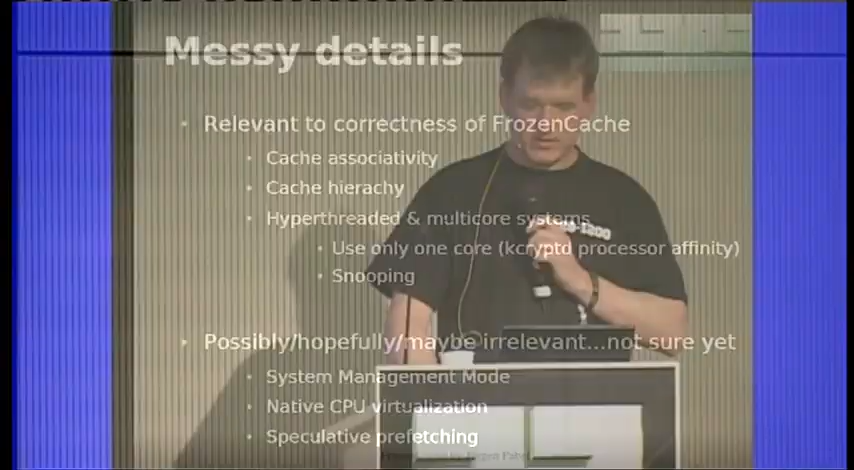 Messy details
Relevant to correctness of FrozenCache
Cache associativity
Cache hierachy
Hyperthreaded & multicore systems
Use only one core (kcrypto processor affinity)
Snooping
Possibly/hopefully/maybe irrelevant...not sure yet
System Management Mode
Native CPU virtualization
Speculative prefetching